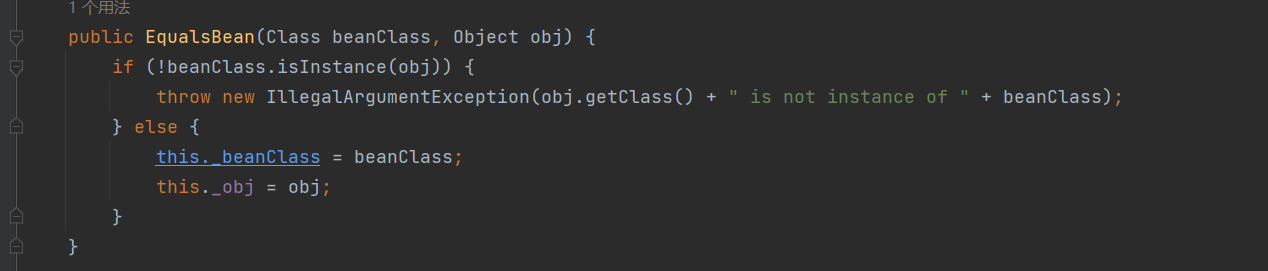 1 个用法
public EqualsBean(Class beanClass, Object obj) {
    if (!beanClass.isInstance(obj)) {
        throw new IllegalArgumentException(obj.getClass() + " is not instance of " + beanClass);
    } else {
        this._beanClass = beanClass;
        this._obj = obj;
    }
}